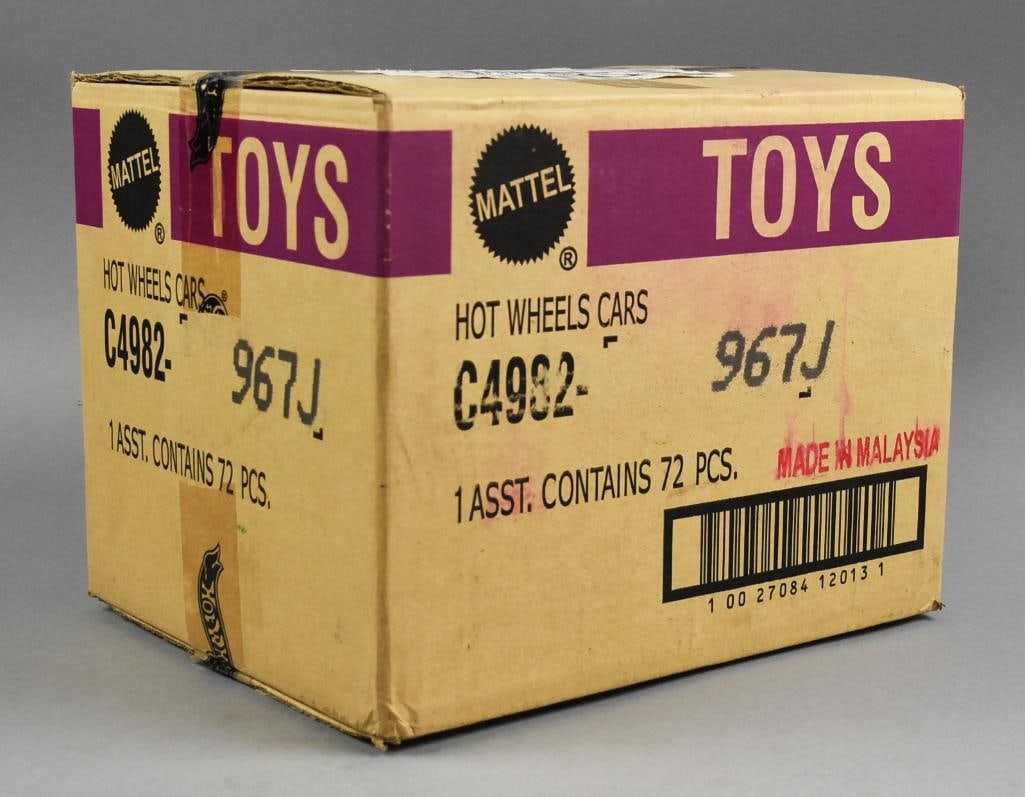 MATTEL
®
TOYS
HOT WHEELS CARS
C4982-
967J
1 ASST. CONTAINS 72 PCS.
MATTEL
®
TOYS
HOT WHEELS CARS
C4982-
967J
1 ASST. CONTAINS 72 PCS.
MADE IN MALAYSIA
1 00 27084 12013 1